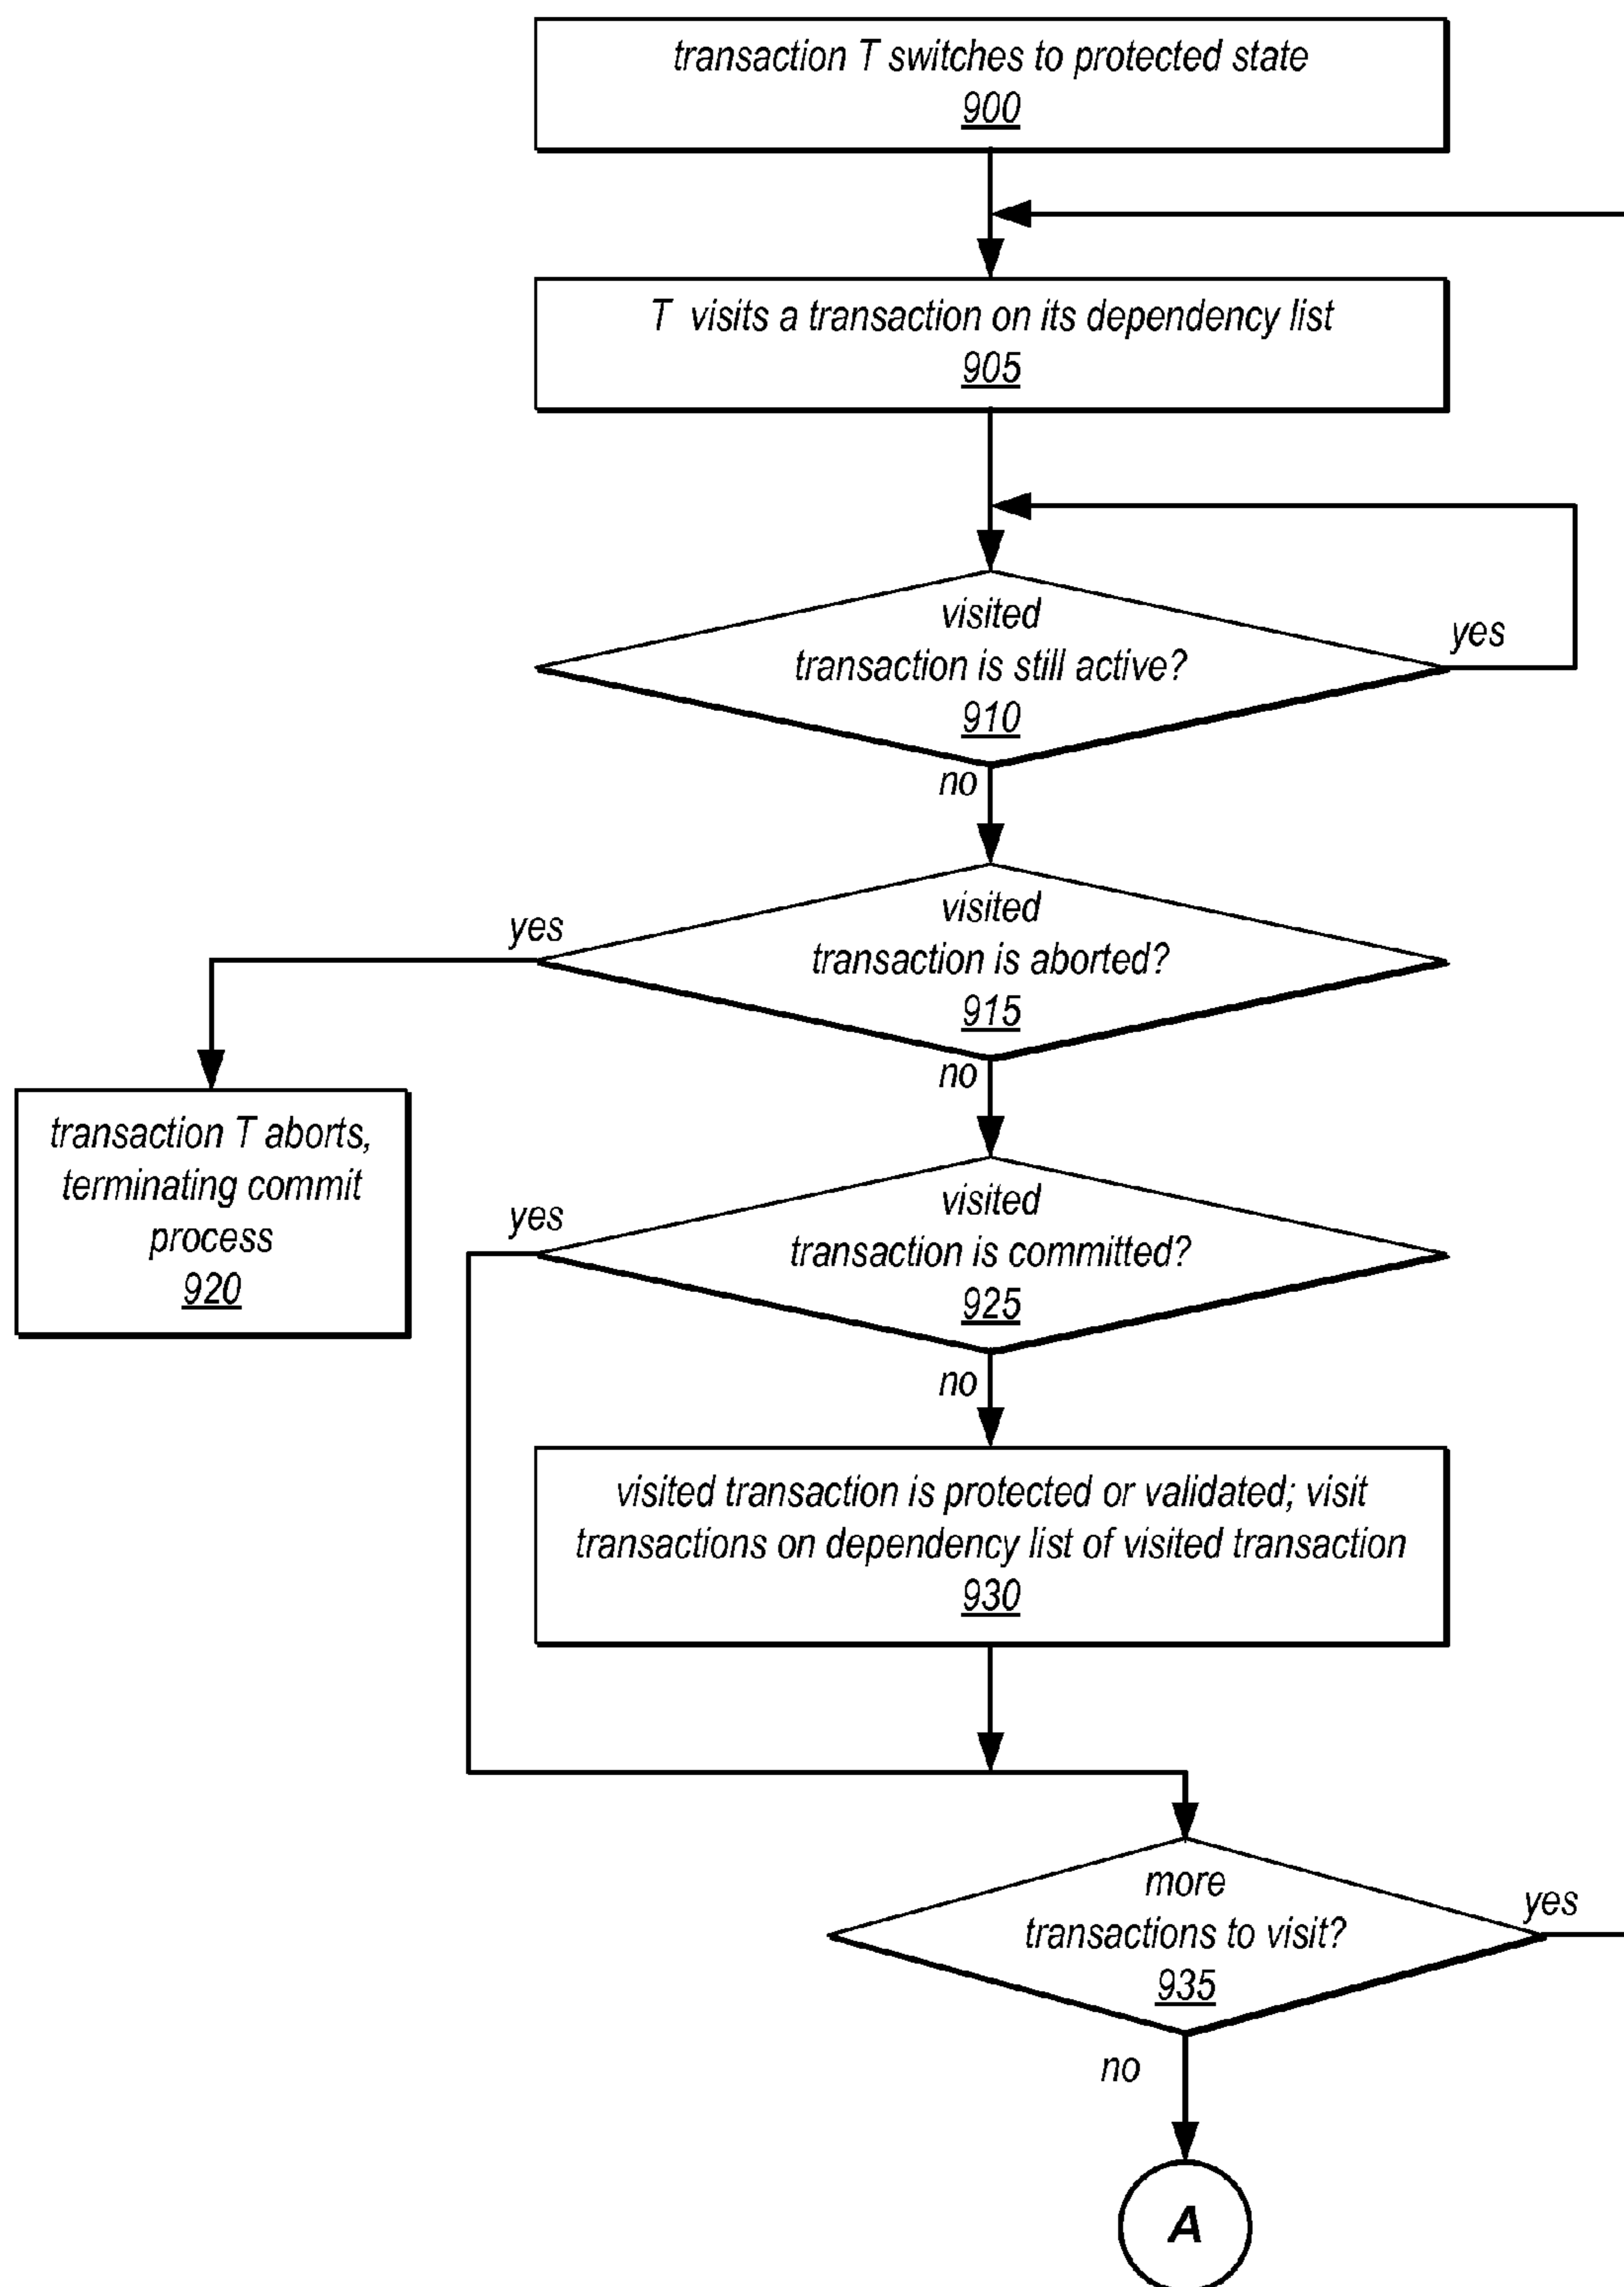 transaction T switches to protected state
900
T visits a transaction on its dependency list
905
visited
transaction is still active?
910
yes
no
visited
transaction is aborted?
915
yes
no
transaction T aborts,
terminating commit
process
920
visited
transaction is committed?
925
yes
no
visited transaction is protected or validated; visit
transactions on dependency list of visited transaction
930
more
transactions to visit?
935
yes
no
A